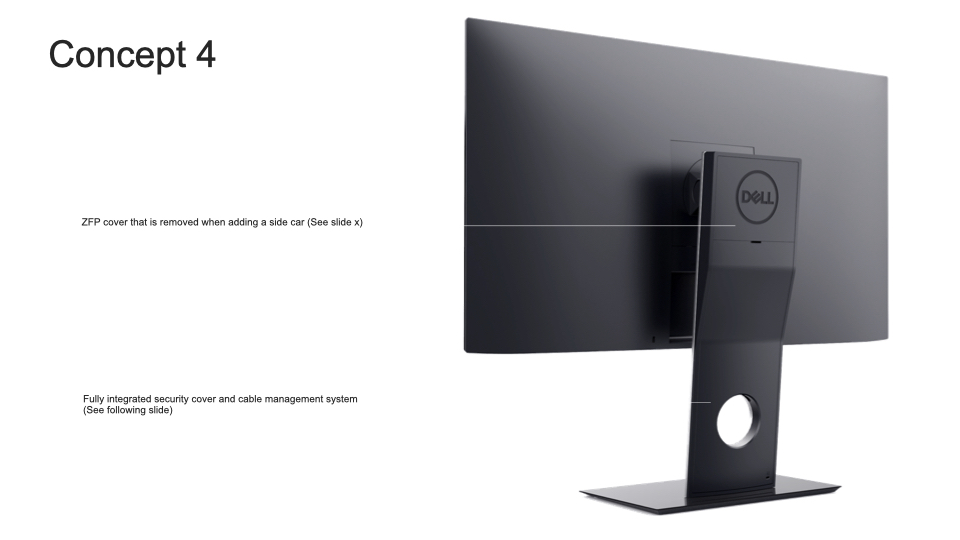 Concept 4
DELL
ZFP cover that is removed when adding a side car (See slide x)
Fully integrated security cover and cable management system
(See following slide)